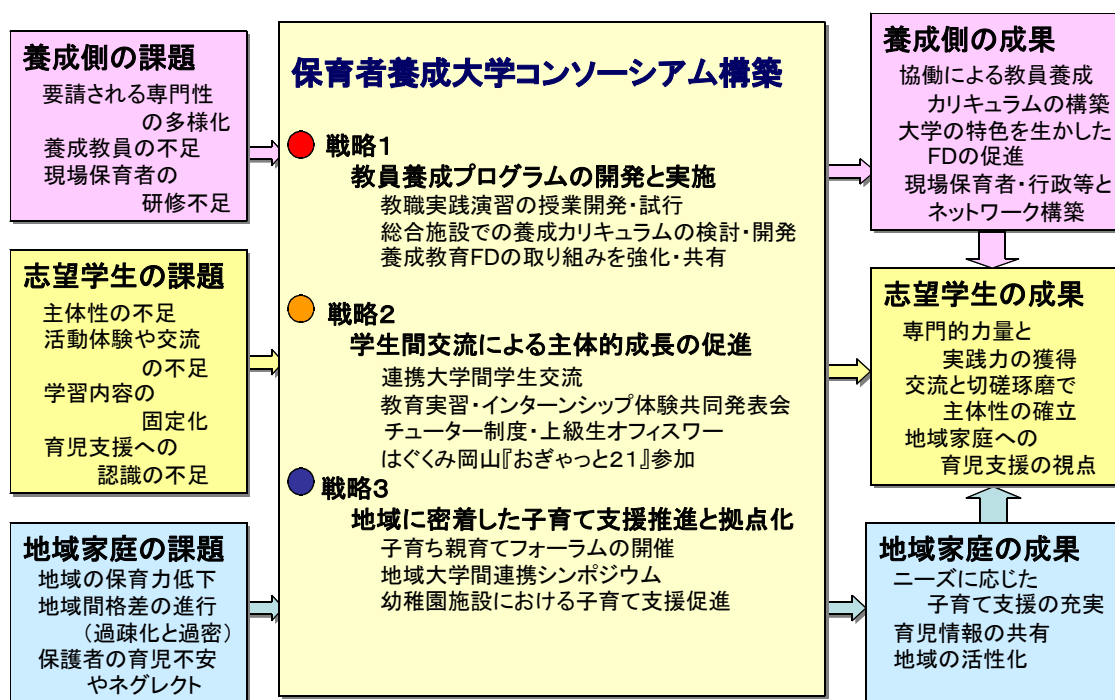 養成側の課題
要請される専門性
の多様化
養成教員の不足
現場保育者の
研修不足
志望学生の課題
主体性の不足
活動体験や交流
の不足
学習内容の
固定化
育児支援への
認識の不足
地域家庭の課題
地域の保育力低下
地域間格差の進行
(過疎化と過密)
保護者の育児不安
やネグレクト
保育者養成大学コンソーシアム構築
戦略1
教員養成プログラムの開発と実施
教職実践演習の授業開発・試行
総合施設での養成カリキュラムの検討・開発
養成教育FDの取り組みを強化・共有
戦略2
学生間交流による主体的成長の促進
連携大学間学生交流
教育実習・インターンシップ体験共同発表会
チューター制度・上級生オフィスワー
はぐくみ岡山『おぎゃっと21』参加
戦略3
地域に密着した子育て支援推進と拠点化
子育ち親育てフォーラムの開催
地域大学間連携シンポジウム
幼稚園施設における子育て支援促進
養成側の成果
協働による教員養成
カリキュラムの構築
大学の特色を生かした
FDの促進
現場保育者・行政等と
ネットワーク構築
志望学生の成果
専門的力量と
実践力の獲得
交流と切磋琢磨で
主体性の確立
地域家庭への
育児支援の視点
地域家庭の成果
ニーズに応じた
子育て支援の充実
育児情報の共有
地域の活性化